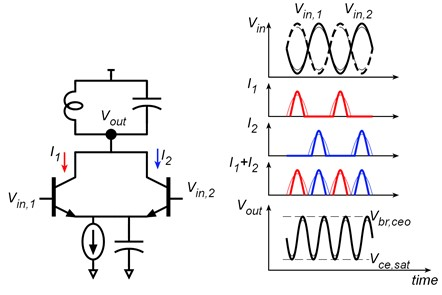 V_out
I_1
I_2
V_in,1
V_in,2
V_in
V_in,1
V_in,2
I_1
I_2
I_1+I_2
V_out
V_br,ceo
V_ce,sat
time